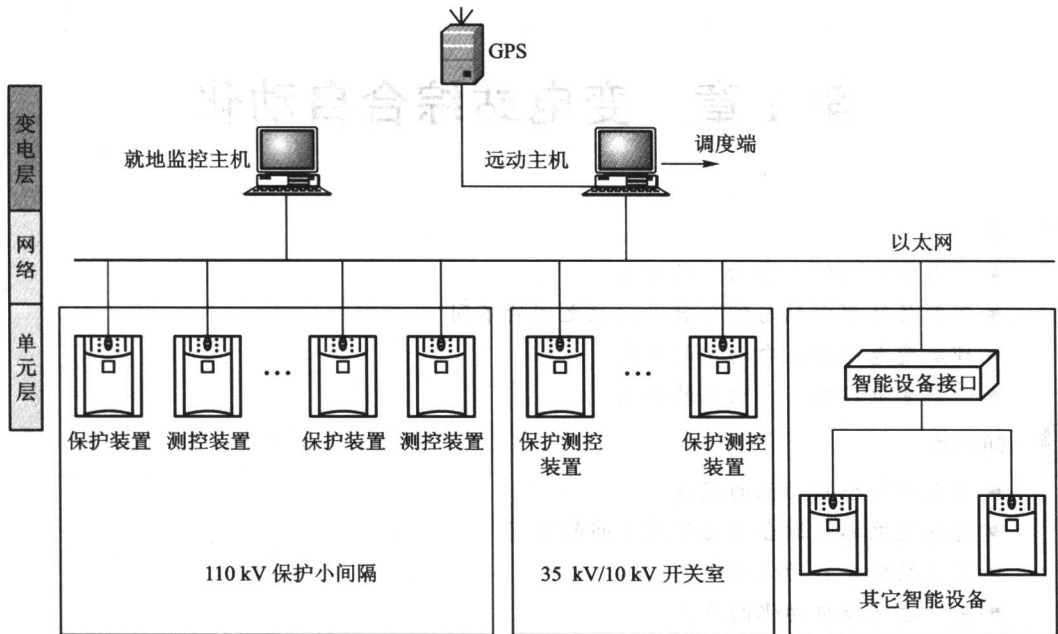 GPS
变电层
就地监控主机
远动主机
调度端
网络
以太网
单元层
智能设备接口
保护装置 测控装置 … 保护装置 测控装置
保护测控
装置
…
保护测控
装置
110 kV 保护小间隔
35 kV/10 kV 开关室
其它智能设备